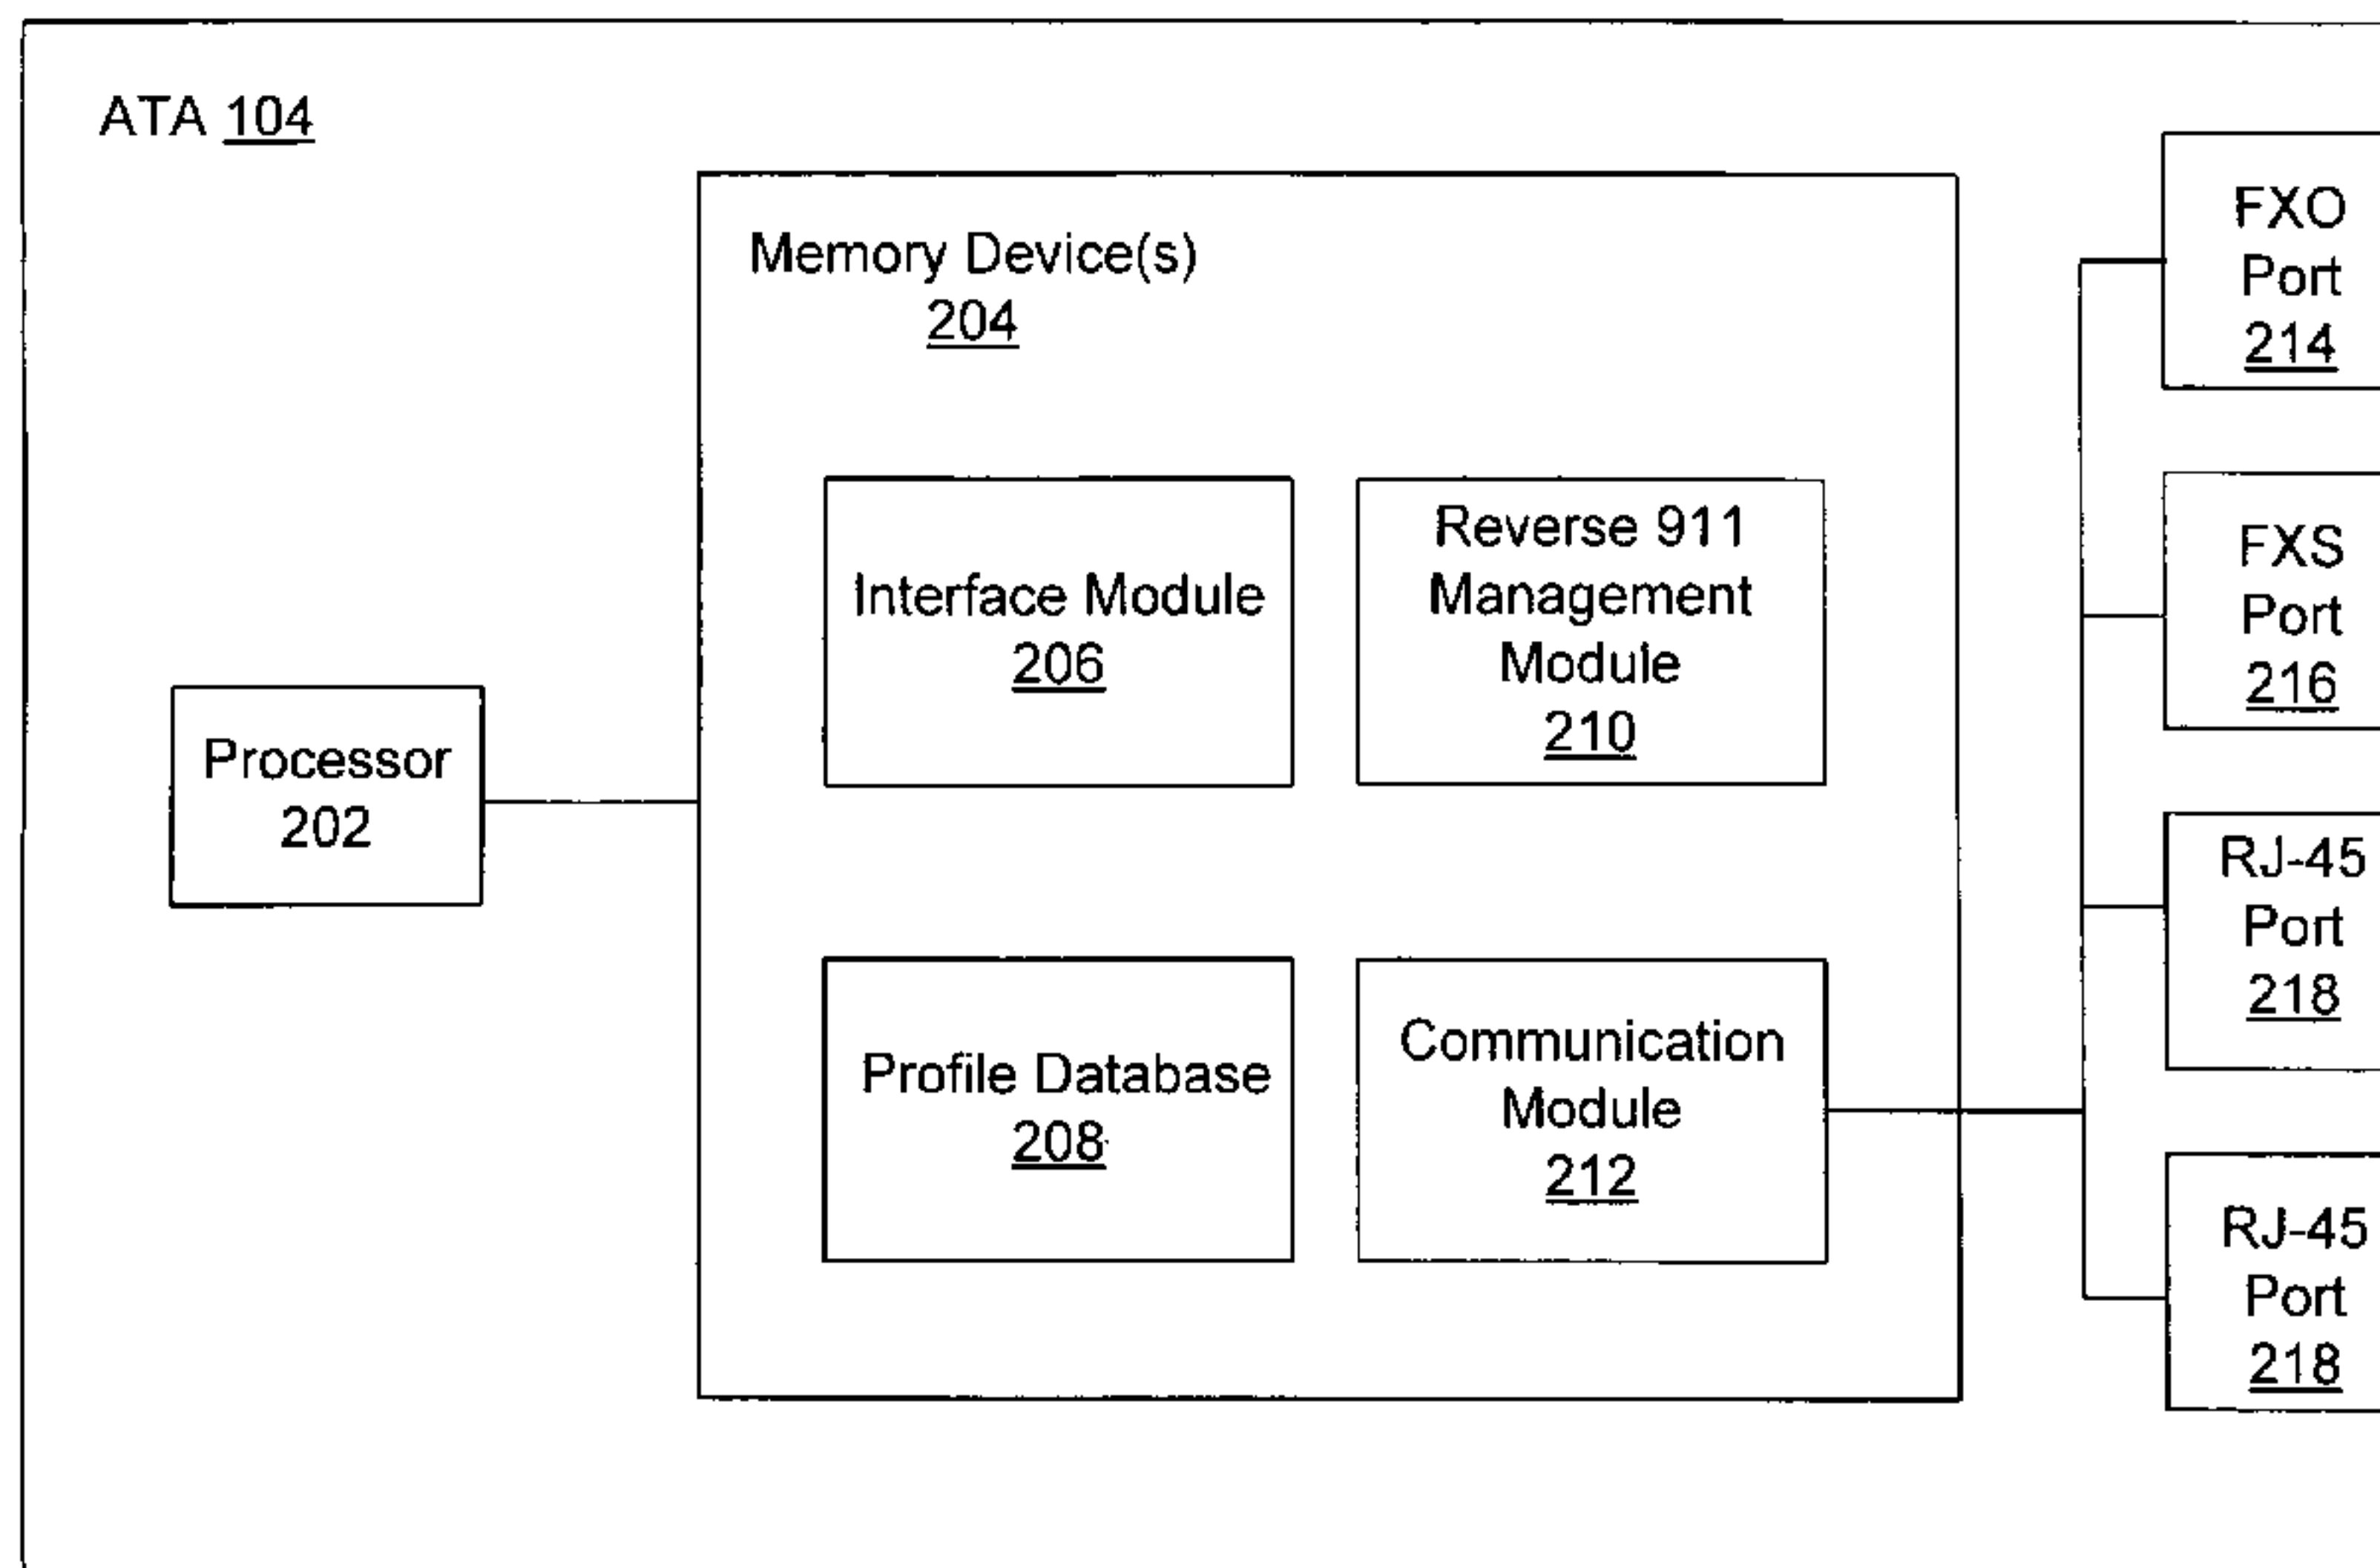 ATA 104
Memory Device(s)
204
Interface Module
206
Reverse 911
Management
Module
210
Processor
202
Profile Database
208
Communication
Module
212
FXO
Port
214
FXS
Port
216
RJ-45
Port
218
RJ-45
Port
218